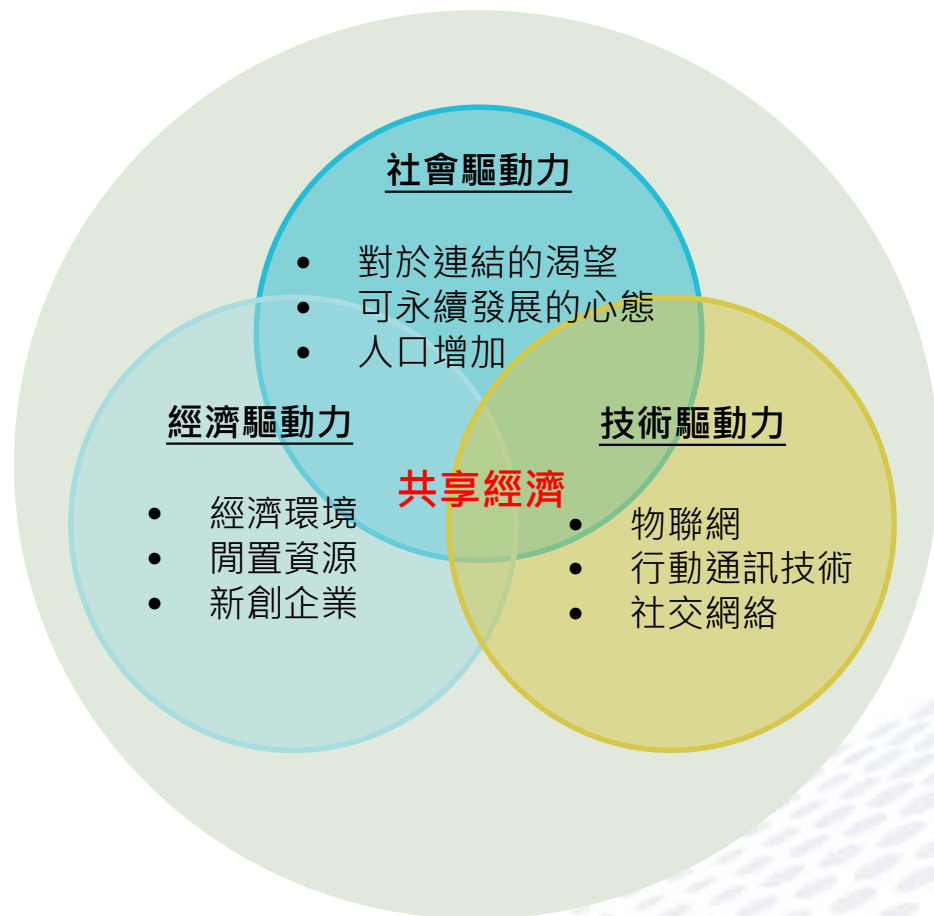 社會驅動力
• 對於連結的渴望
• 可永續發展的心態
• 人口增加
經濟驅動力
• 經濟環境
• 閒置資源
• 新創企業
共享經濟
技術驅動力
• 物聯網
• 行動通訊技術
• 社交網絡